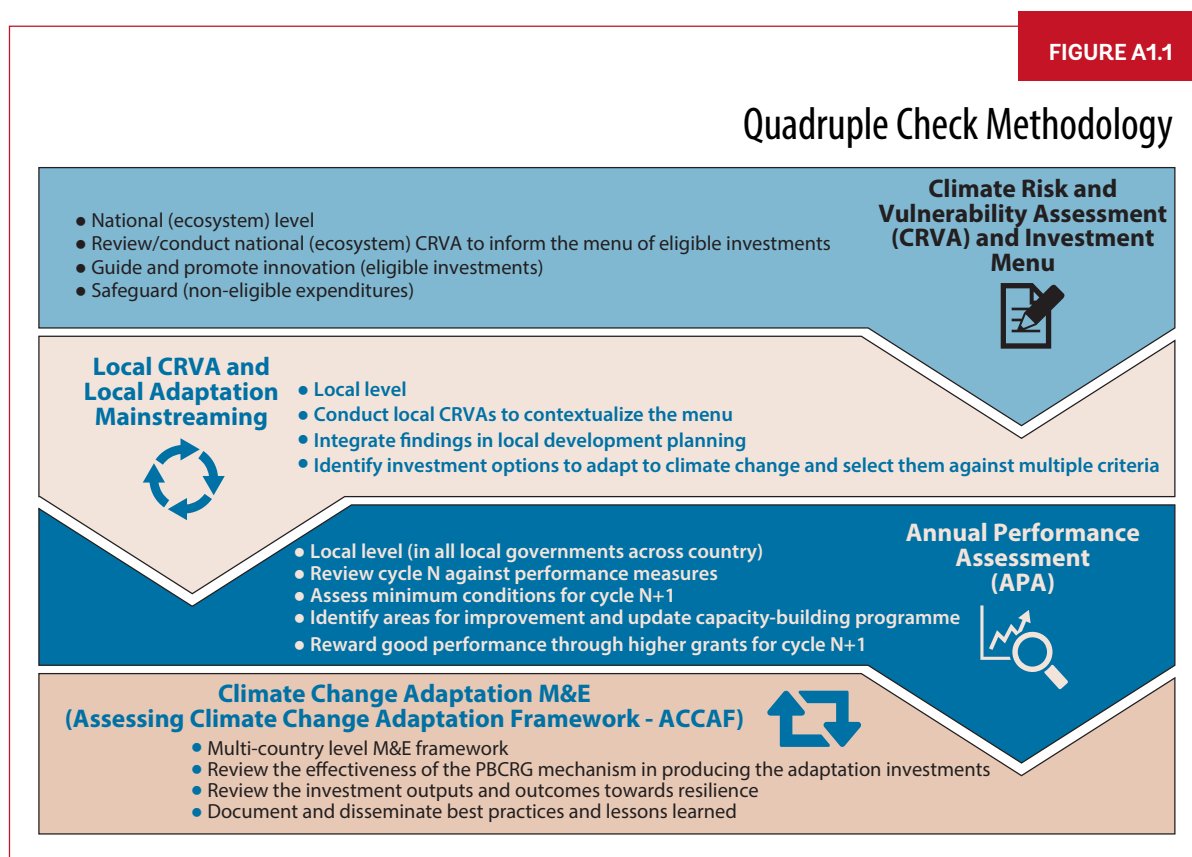 FIGURE A1.1
Quadruple Check Methodology
Climate Risk and
Vulnerability Assessment
(CRVA) and Investment
Menu
● National (ecosystem) level
● Review/conduct national (ecosystem) CRVA to inform the menu of eligible investments
● Guide and promote innovation (eligible investments)
● Safeguard (non-eligible expenditures)
Local CRVA and
Local Adaptation
Mainstreaming
● Local level
● Conduct local CRVAs to contextualize the menu
● Integrate findings in local development planning
● Identify investment options to adapt to climate change and select them against multiple criteria
Annual Performance
Assessment
(APA)
● Local level (in all local governments across country)
● Review cycle N against performance measures
● Assess minimum conditions for cycle N+1
● Identify areas for improvement and update capacity-building programme
● Reward good performance through higher grants for cycle N+1
Climate Change Adaptation M&E
(Assessing Climate Change Adaptation Framework - ACCAF)
● Multi-country level M&E framework
● Review the effectiveness of the PBCRG mechanism in producing the adaptation investments
● Review the investment outputs and outcomes towards resilience
● Document and disseminate best practices and lessons learned